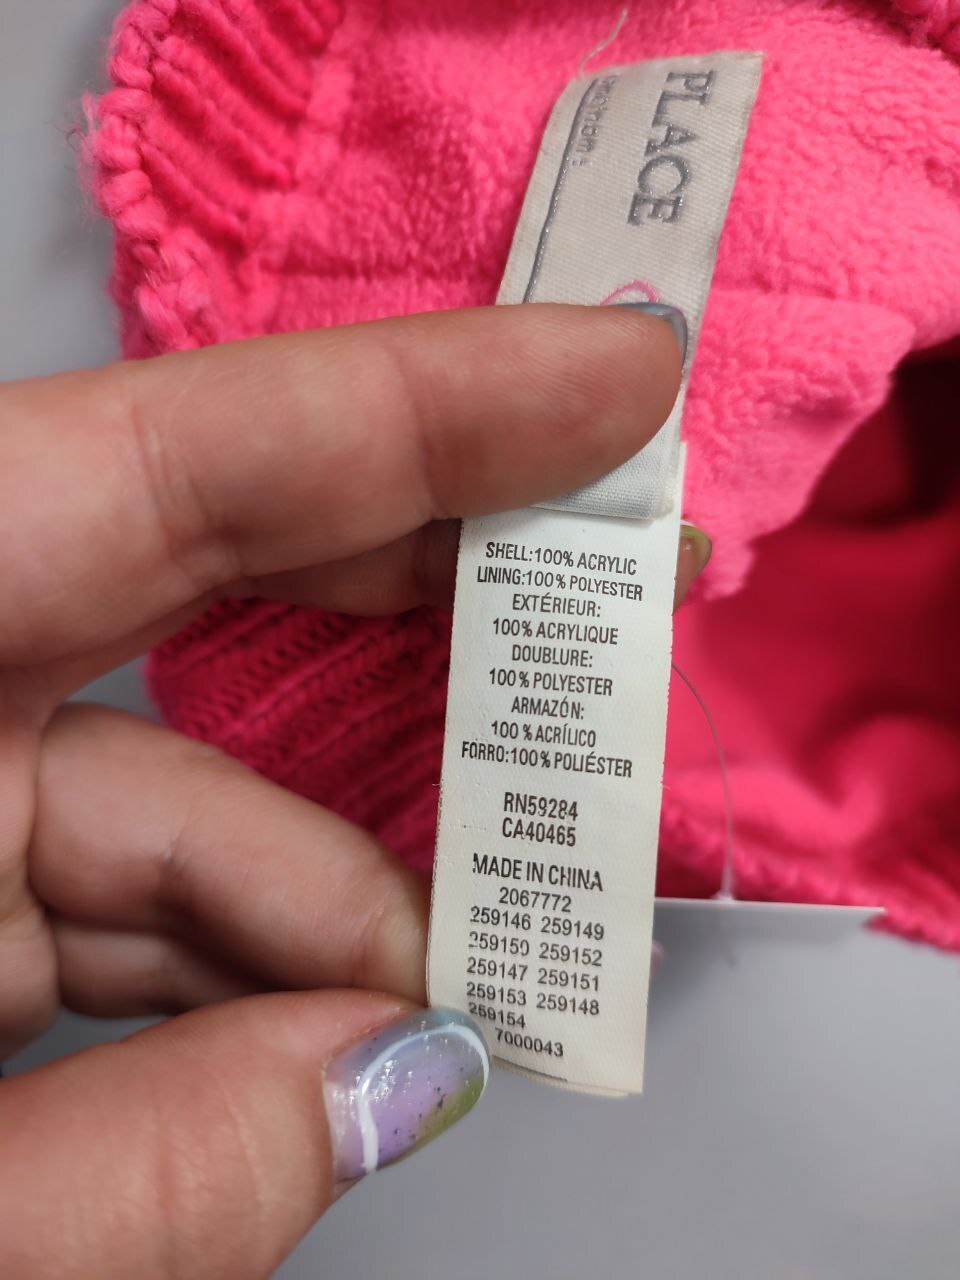 PLACE
SHELL:100% ACRYLIC
LINING:100% POLYESTER
EXTÉRIEUR:
100% ACRYLIQUE
DOUBLURE:
100% POLYESTER
ARMAZÓN:
100% ACRÍLICO
FORRO:100% POLIÉSTER
RN59284
CA40465
MADE IN CHINA
2067772
259146 259149
259150 259152
259147 259151
259153 259148
259154
7000043